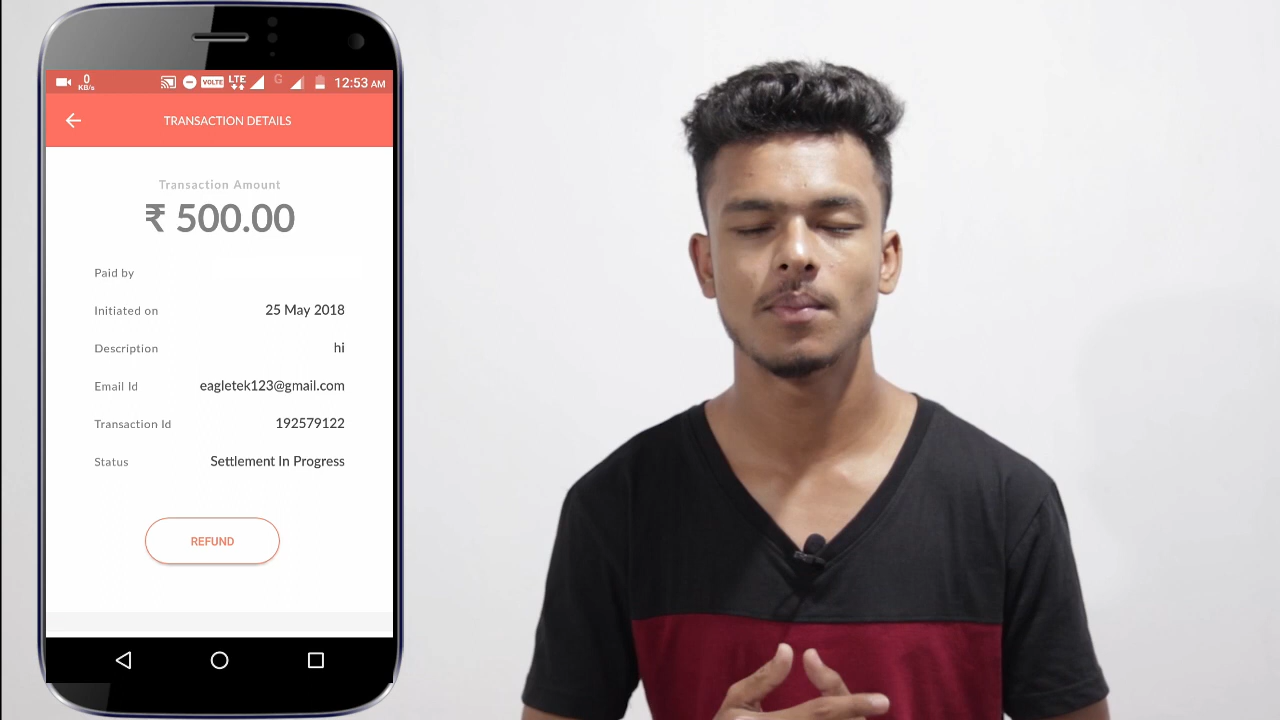 0
KB/s
VOLTE
LTE
G
12:53 AM
TRANSACTION DETAILS
Transaction Amount
₹ 500.00
Paid by
Initiated on 25 May 2018
Description hi
Email Id eagletek123@gmail.com
Transaction Id 192579122
Status Settlement In Progress
REFUND